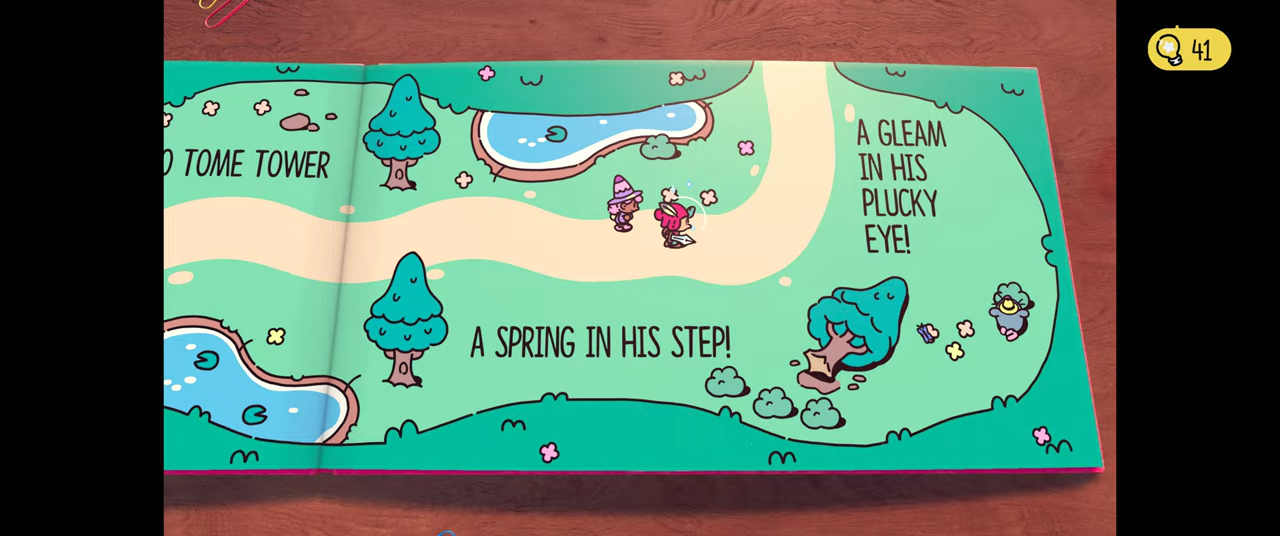 41
TOME TOWER
A SPRING IN HIS STEP!
A GLEAM
IN HIS
PLUCKY
EYE!